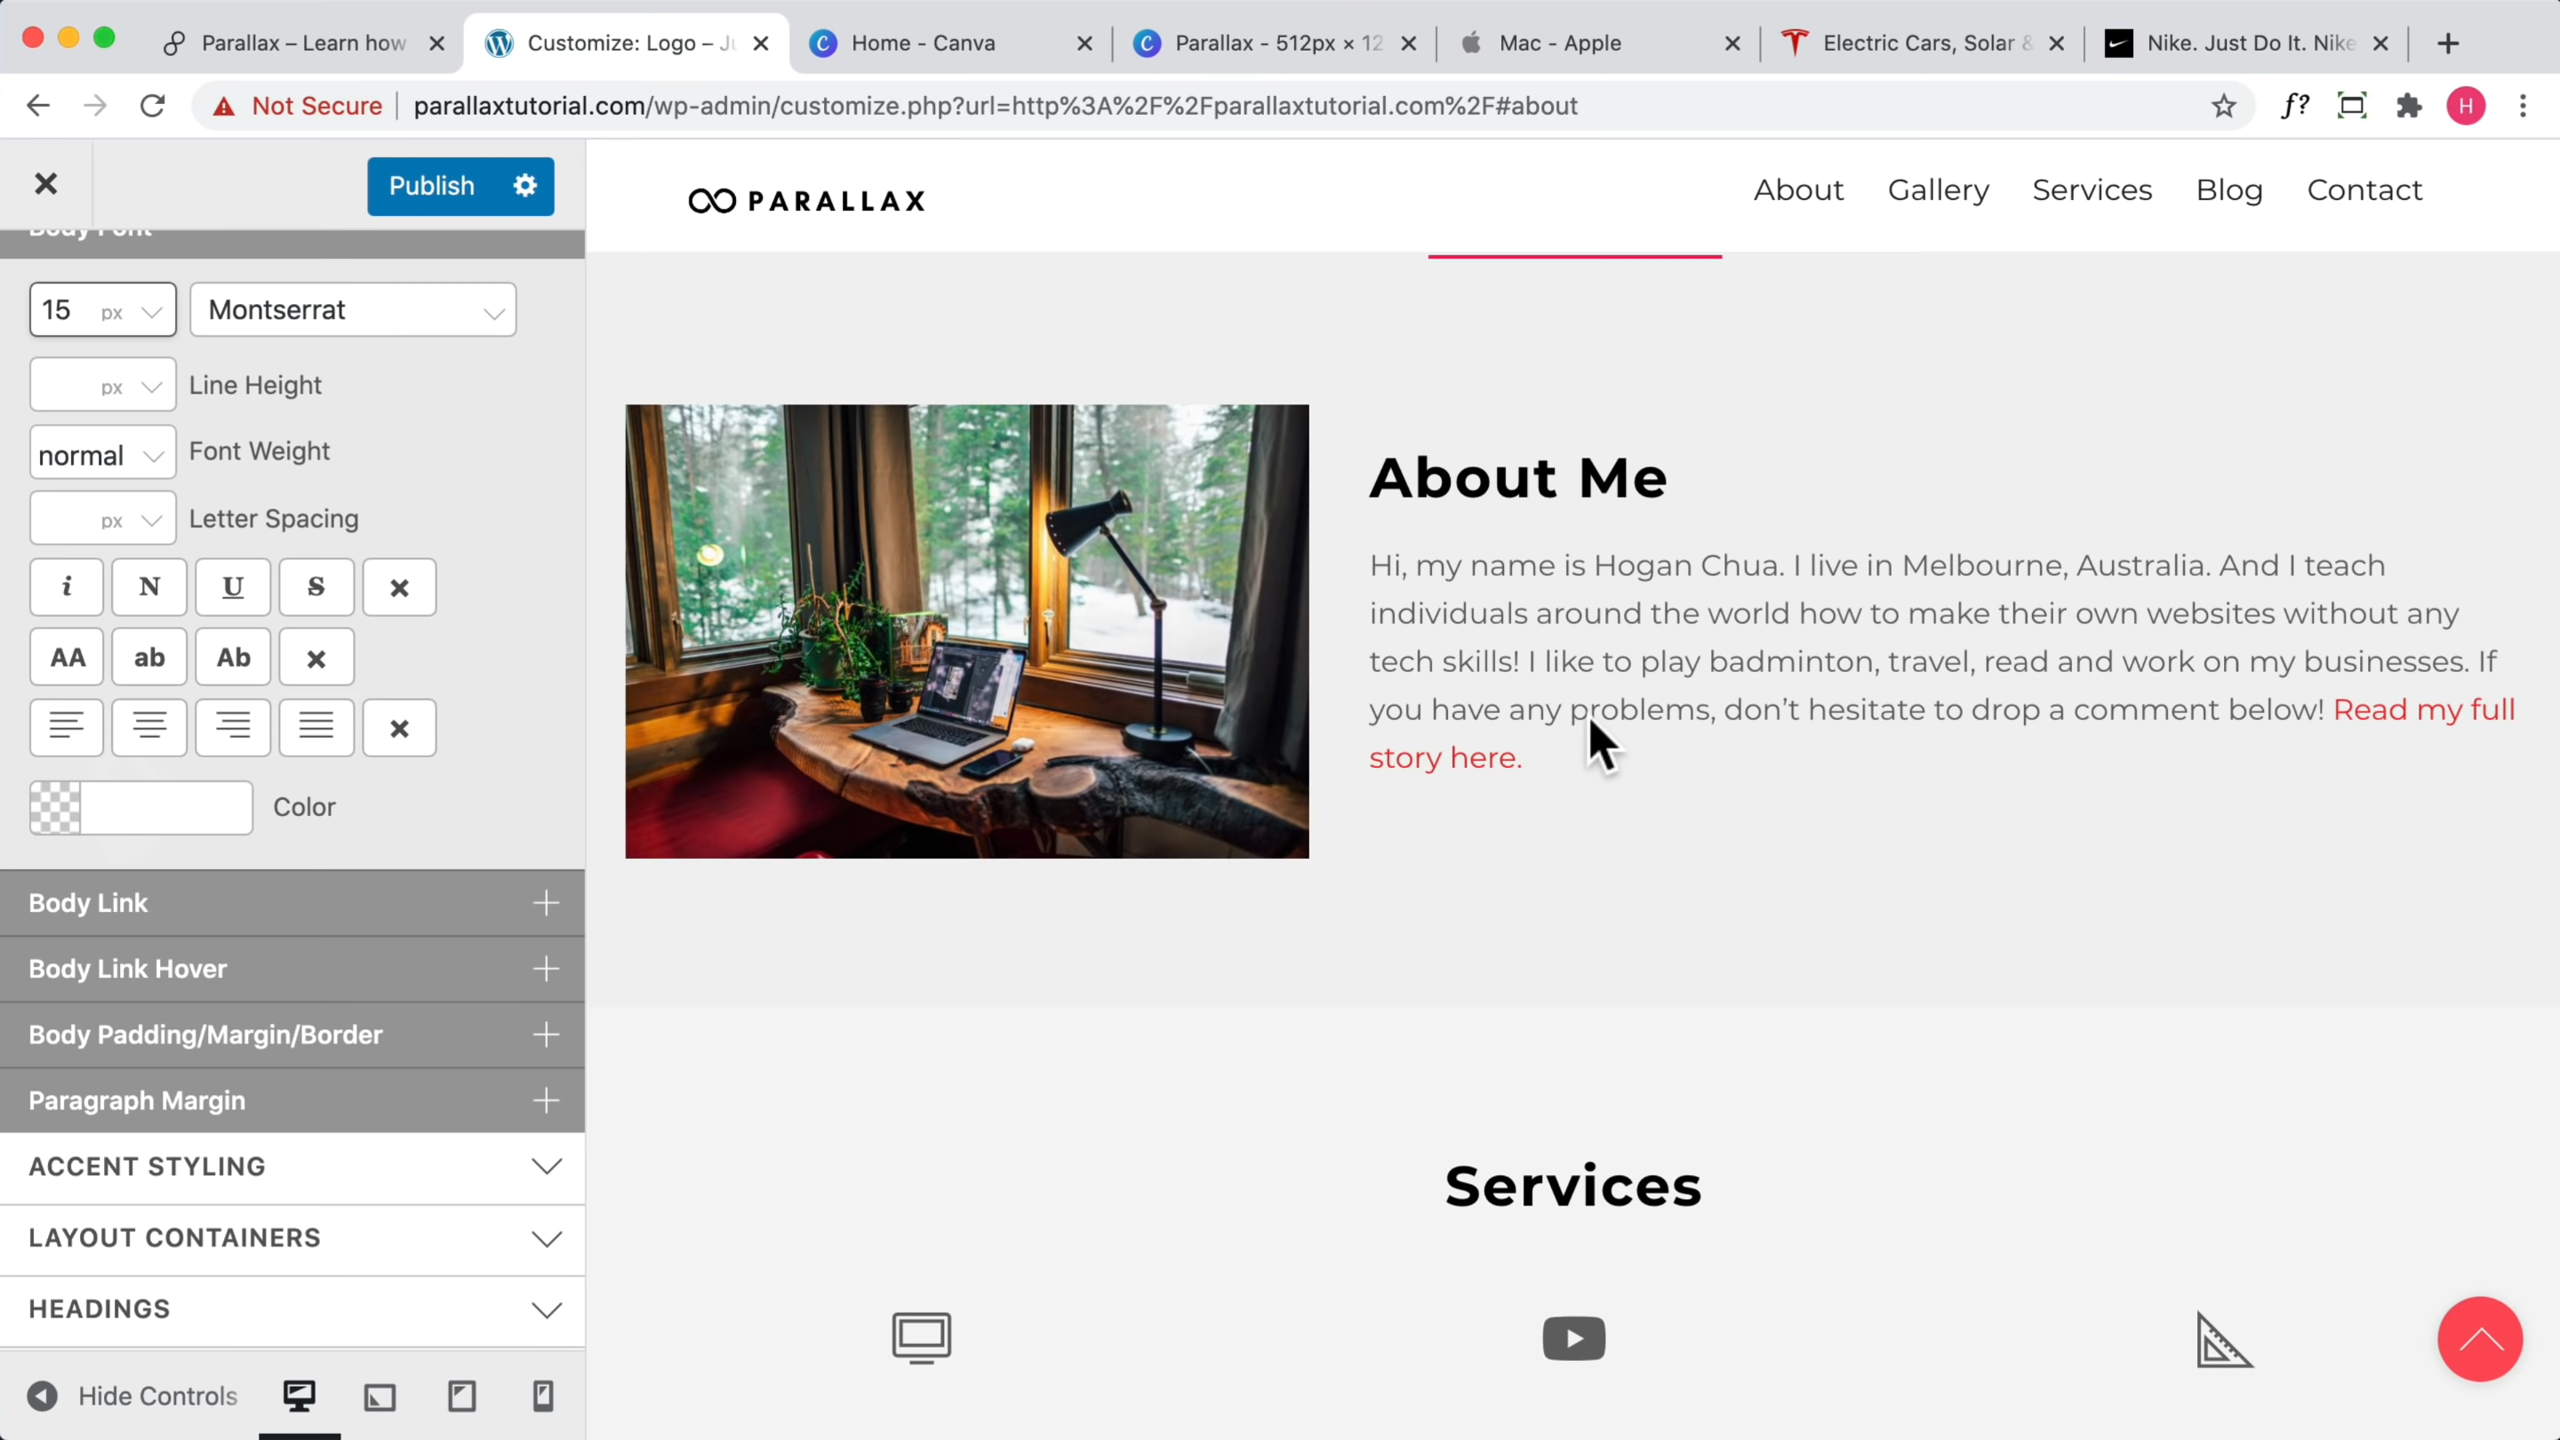 Parallax – Learn how
Customize: Logo – Ju
Home - Canva
Parallax - 512px × 12
Mac - Apple
Electric Cars, Solar &
Nike. Just Do It. Nike
Not Secure
parallaxtutorial.com/wp-admin/customize.php?url=http%3A%2F%2Fparallaxtutorial.com%2F#about
f?
H
Publish
PARALLAX
About
Gallery
Services
Blog
Contact
Body Font
15 px
Montserrat
px
Line Height
normal
Font Weight
px
Letter Spacing
i
N
U
S
AA
ab
Ab
Color
Body Link
Body Link Hover
Body Padding/Margin/Border
Paragraph Margin
ACCENT STYLING
LAYOUT CONTAINERS
HEADINGS
Hide Controls
About Me
Hi, my name is Hogan Chua. I live in Melbourne, Australia. And I teach
individuals around the world how to make their own websites without any
tech skills! I like to play badminton, travel, read and work on my businesses. If
you have any problems, don't hesitate to drop a comment below! Read my full
story here.
Services